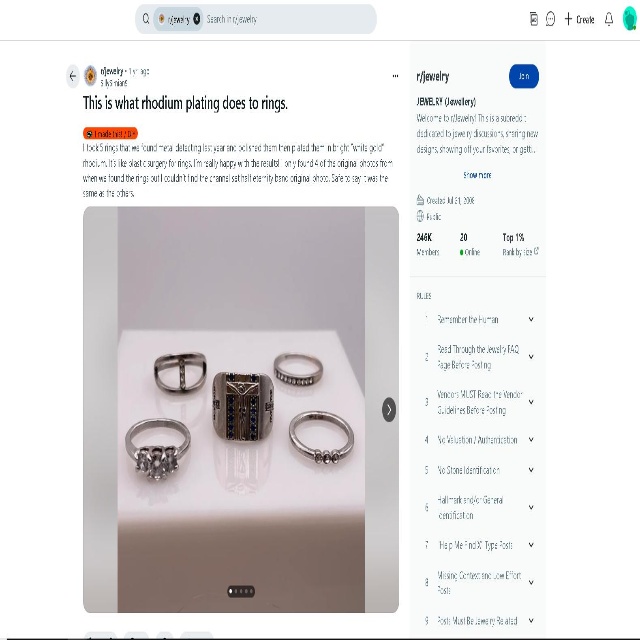 r/jewelry
Search in r/jewelry
Create
r/jewelry • 1 yr. ago
SillySimianS
This is what rhodium plating does to rings.
I took 5 rings that we found metal detecting last year and polished them then plated them in bright "white gold"
rhodium. It's like plastic surgery for rings. I'm really happy with the results! I only found 4 of the original photos from
when we found the rings but I couldn't find the channel set half eternity band original photo. Safe to say it was the
same as the others.
r/jewelry
Join
JEWELRY (Jewellery)
Welcome to r/Jewelry! This is a subreddit
dedicated to jewelry discussions, sharing new
designs, showing off your favorites, or getti...
Show more
Created Jul 21, 2008
Public
246K
Members
20
Online
Top 1%
Rank by size
RULES
1 Remember the Human
2 Read Through the Jewelry FAQ
Page Before Posting
3 Vendors MUST Read the Vendor
Guidelines Before Posting
4 No Valuation / Authentication
5 No Stone Identification
6 Hallmark and/or General
Identification
7 "Help Me Find X" Type Posts
8 Missing Context and Low Effort
Posts
9 Posts Must Be Jewelry Related